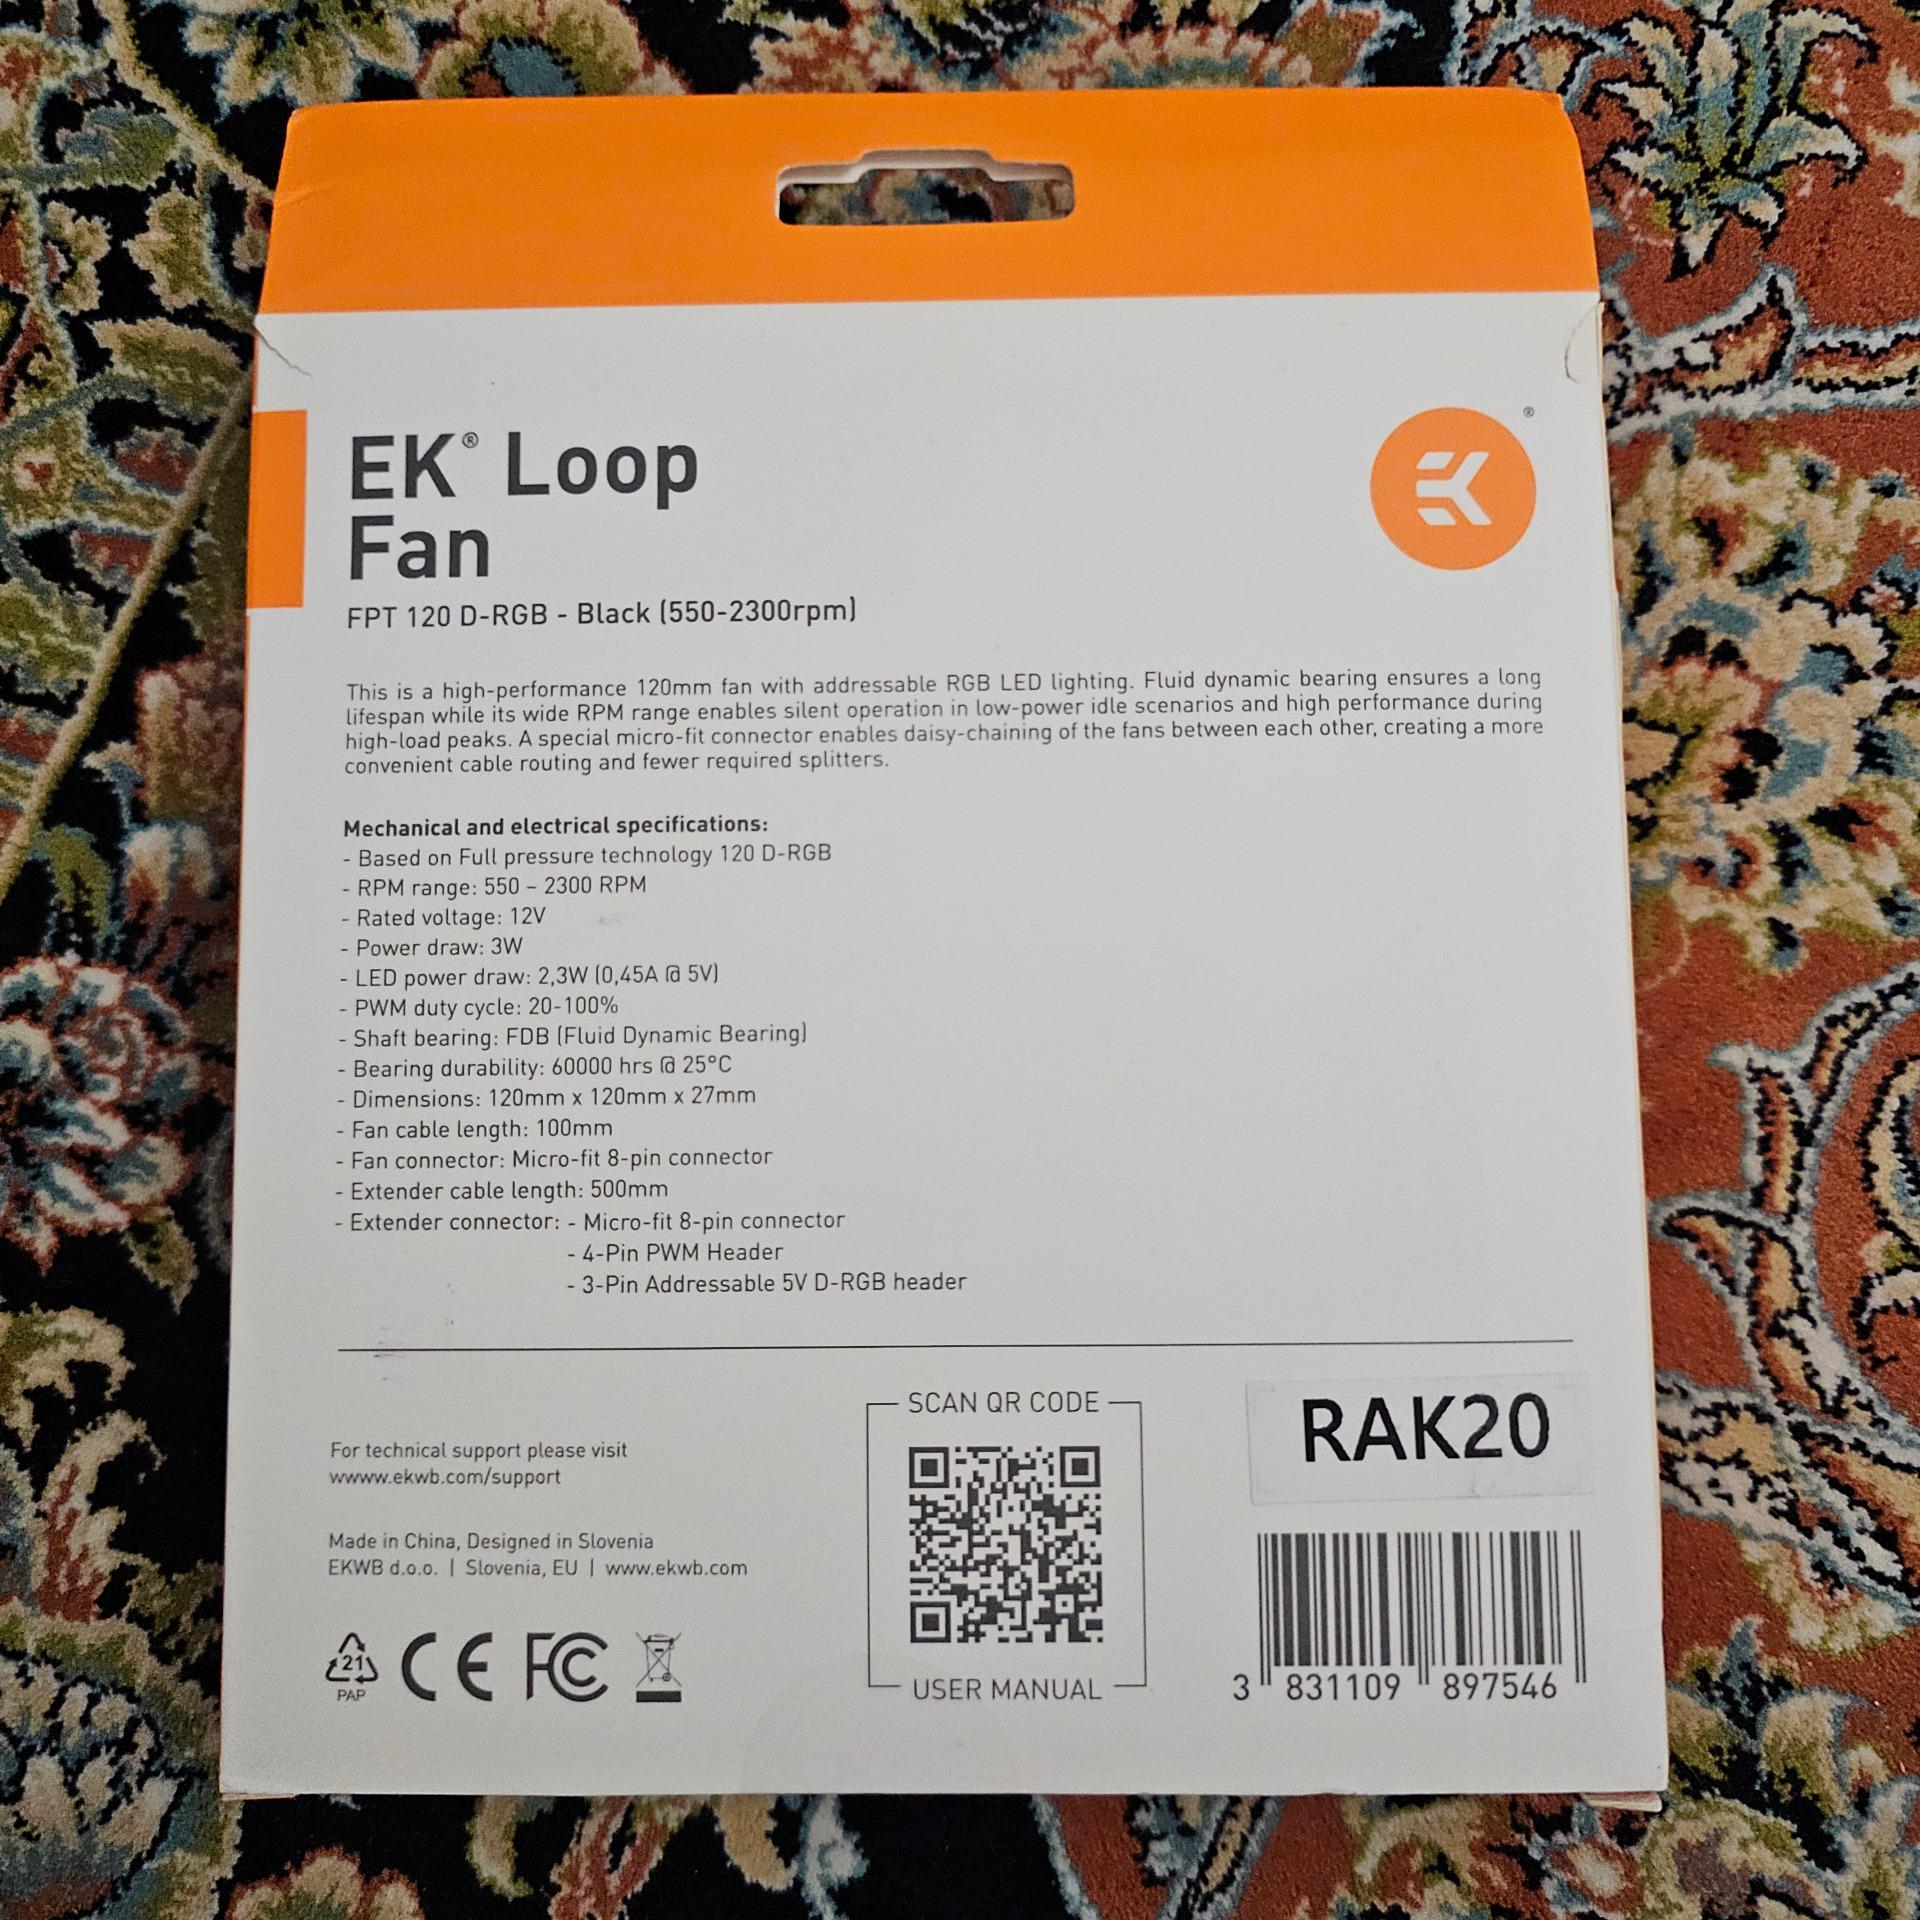 EK® Loop
Fan
FPT 120 D-RGB - Black (550-2300rpm)
EK®
This is a high-performance 120mm fan with addressable RGB LED lighting. Fluid dynamic bearing ensures a long
lifespan while its wide RPM range enables silent operation in low-power idle scenarios and high performance during
high-load peaks. A special micro-fit connector enables daisy-chaining of the fans between each other, creating a more
convenient cable routing and fewer required splitters.
Mechanical and electrical specifications:
- Based on Full pressure technology 120 D-RGB
- RPM range: 550 – 2300 RPM
- Rated voltage: 12V
- Power draw: 3W
- LED power draw: 2,3W (0,45A @ 5V)
- PWM duty cycle: 20-100%
- Shaft bearing: FDB (Fluid Dynamic Bearing)
- Bearing durability: 60000 hrs @ 25°C
- Dimensions: 120mm x 120mm x 27mm
- Fan cable length: 100mm
- Fan connector: Micro-fit 8-pin connector
- Extender cable length: 500mm
- Extender connector: - Micro-fit 8-pin connector
- 4-Pin PWM Header
- 3-Pin Addressable 5V D-RGB header
For technical support please visit
wwww.ekwb.com/support
Made in China, Designed in Slovenia
EKWB d.o.o. | Slovenia, EU | www.ekwb.com
21
PAP
CE FC
SCAN QR CODE
USER MANUAL
RAK20
3 831109 897546